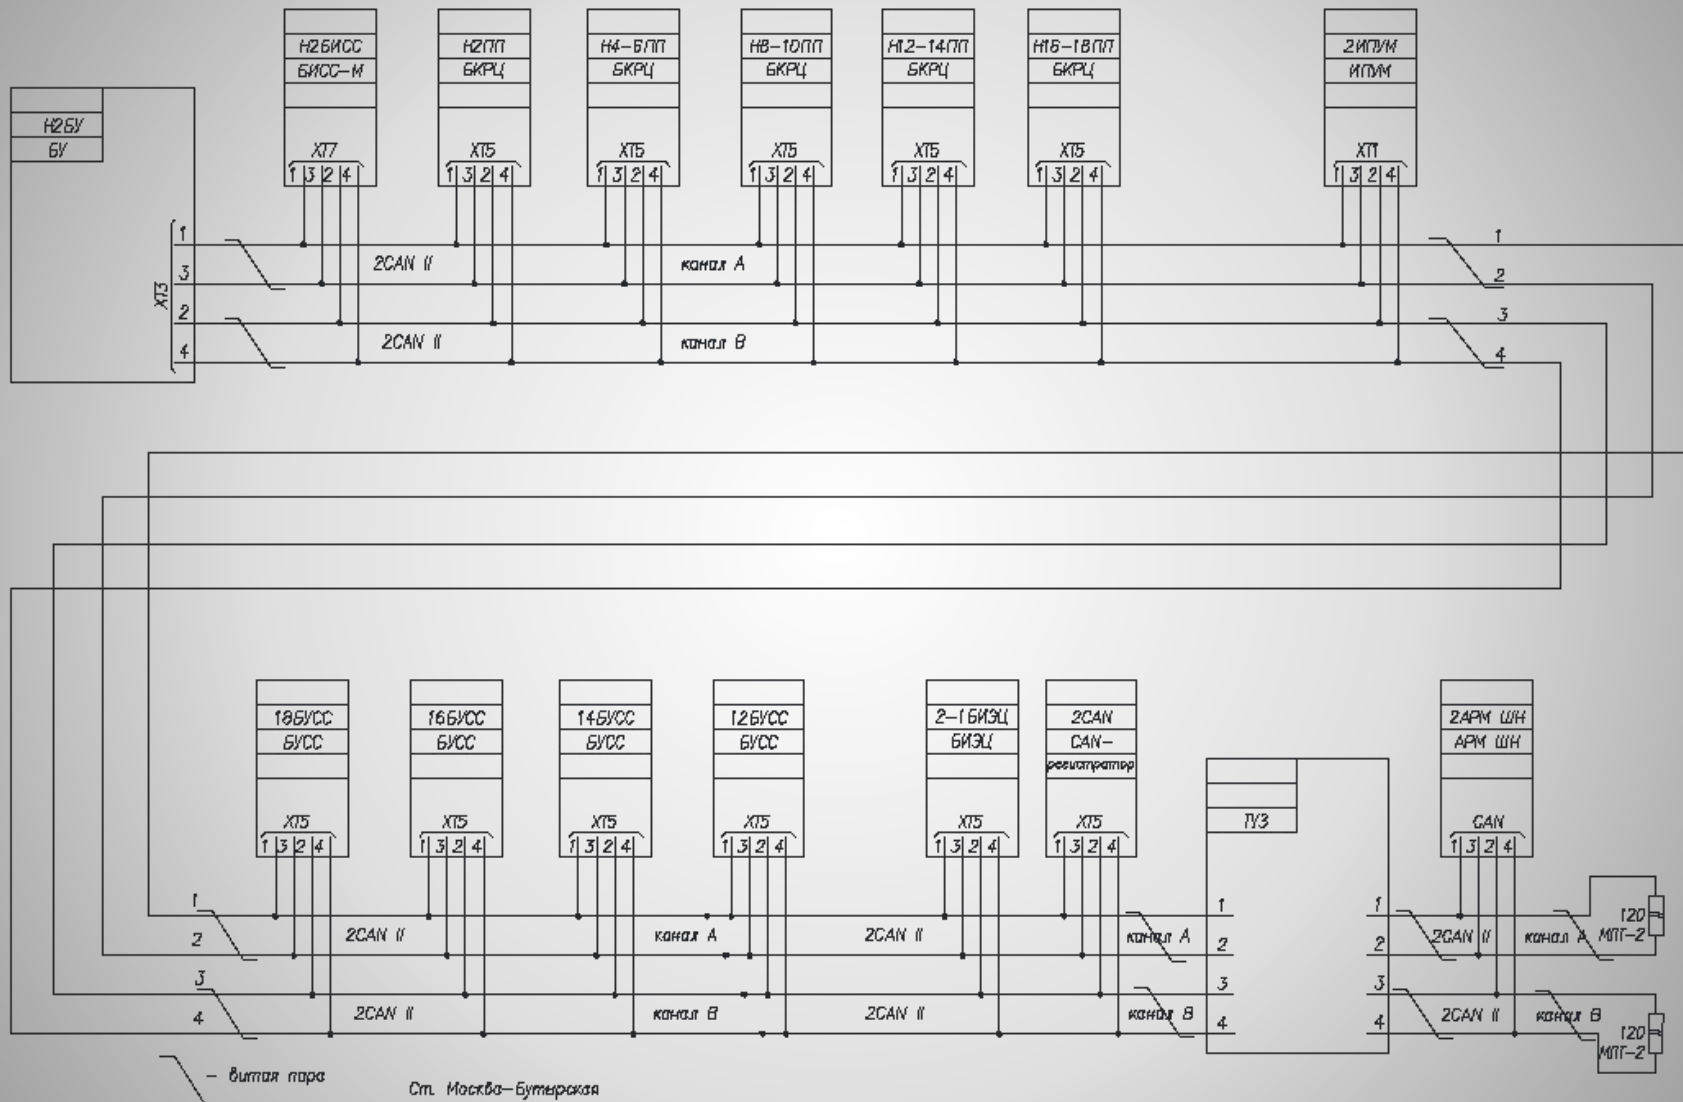 Н2БИСС
БИСС-М
ХТ7
1 3 2 4
Н2ПП
БКРЦ
ХТ5
1 3 2 4
Н4-6ПП
БКРЦ
ХТ5
1 3 2 4
Н8-10ПП
БКРЦ
ХТ5
1 3 2 4
Н12-14ПП
БКРЦ
ХТ5
1 3 2 4
Н16-18ПП
БКРЦ
ХТ5
1 3 2 4
2ИПУМ
ИПУМ
ХТ1
1 3 2 4
Н2БУ
БУ
ХТ3
1
3
2
4
2CAN II
канал А
2CAN II
канал В
1
2
3
4
18БУСС
БУСС
ХТ5
1 3 2 4
16БУСС
БУСС
ХТ5
1 3 2 4
14БУСС
БУСС
ХТ5
1 3 2 4
12БУСС
БУСС
ХТ5
1 3 2 4
2-1БИЭЦ
БИЭЦ
ХТ5
1 3 2 4
2CAN
CAN-
регистратор
ХТ5
1 3 2 4
ТУЗ
2АРМ ШН
АРМ ШН
CAN
1 3 2 4
1
2
3
4
2CAN II
канал А
2CAN II
канал А
2CAN II
канал В
2CAN II
канал В
1
2
3
4
1
2
3
4
2CAN II
канал А
120
МЛТ-2
2CAN II
канал В
120
МЛТ-2
- витая пара
Ст. Москва-Бутырская